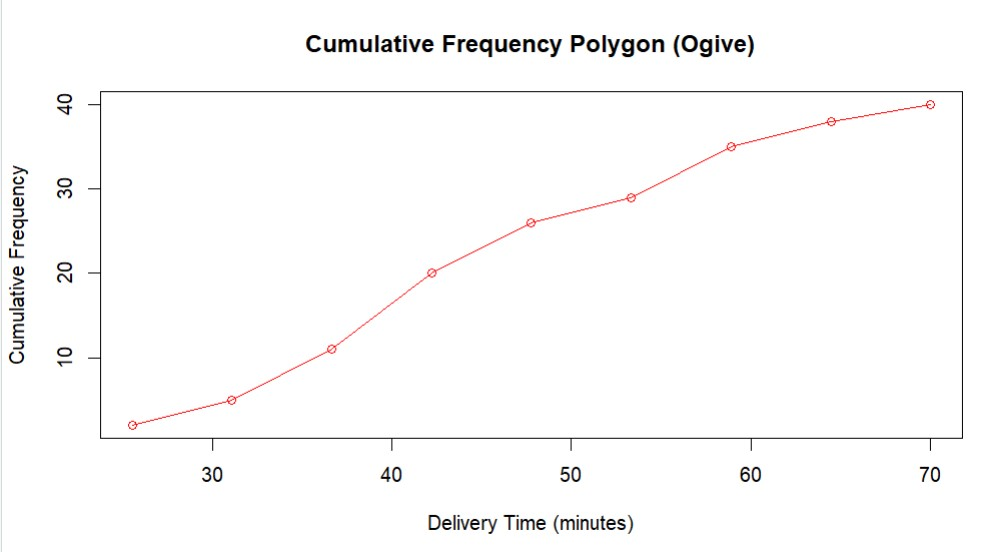 Cumulative Frequency Polygon (Ogive)
Cumulative Frequency
40
30
20
10
30 40 50 60 70
Delivery Time (minutes)